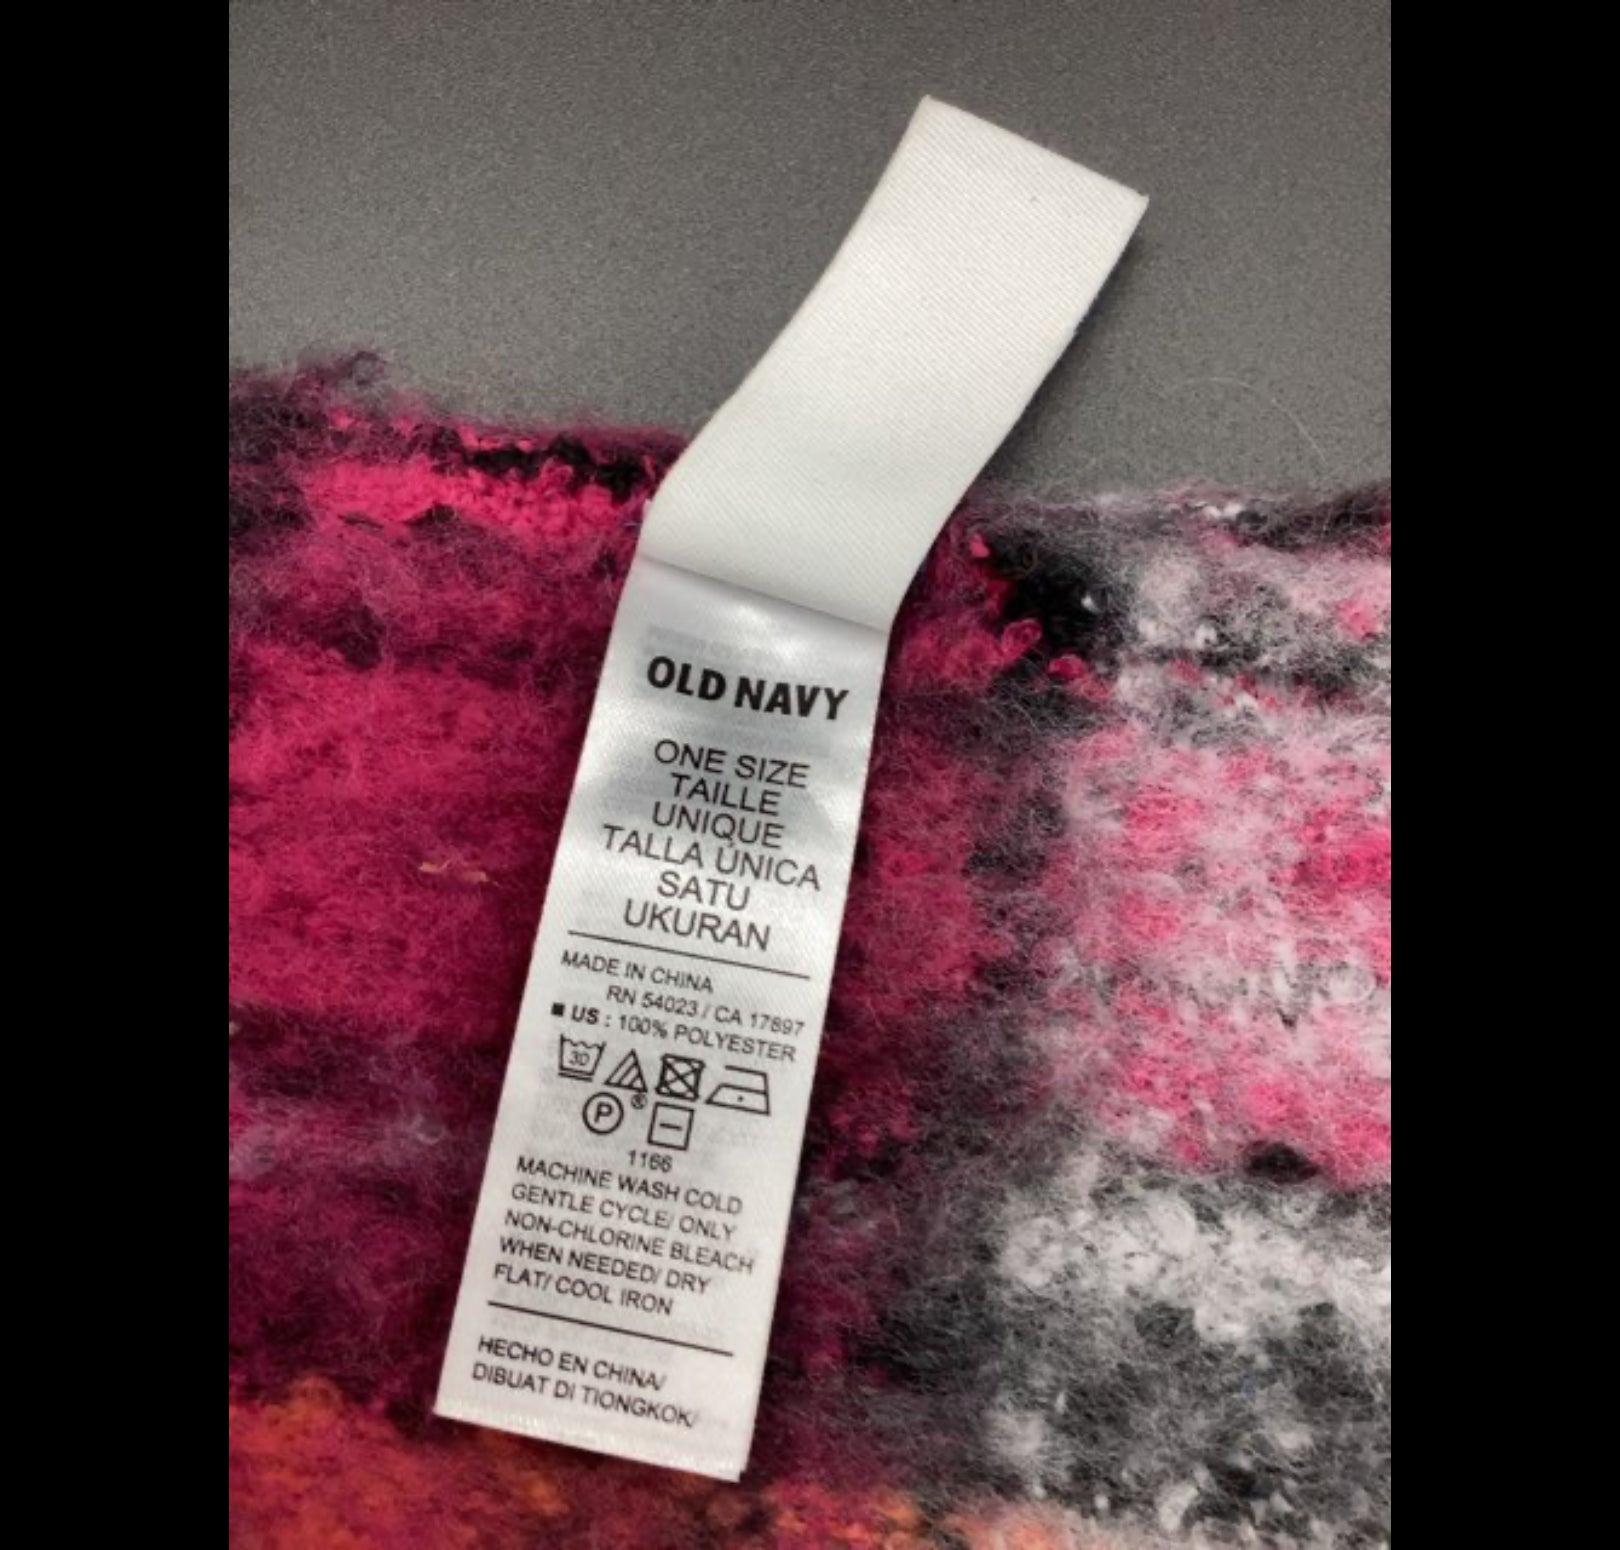 OLD NAVY
ONE SIZE
TAILLE
UNIQUE
TALLA ÚNICA
SATU
UKURAN
MADE IN CHINA
RN 54023 / CA 17897
■ US : 100% POLYESTER
30
P ®
1166
MACHINE WASH COLD
GENTLE CYCLE/ ONLY
NON-CHLORINE BLEACH
WHEN NEEDED/ DRY
FLAT/ COOL IRON
HECHO EN CHINA/
DIBUAT DI TIONGKOK/